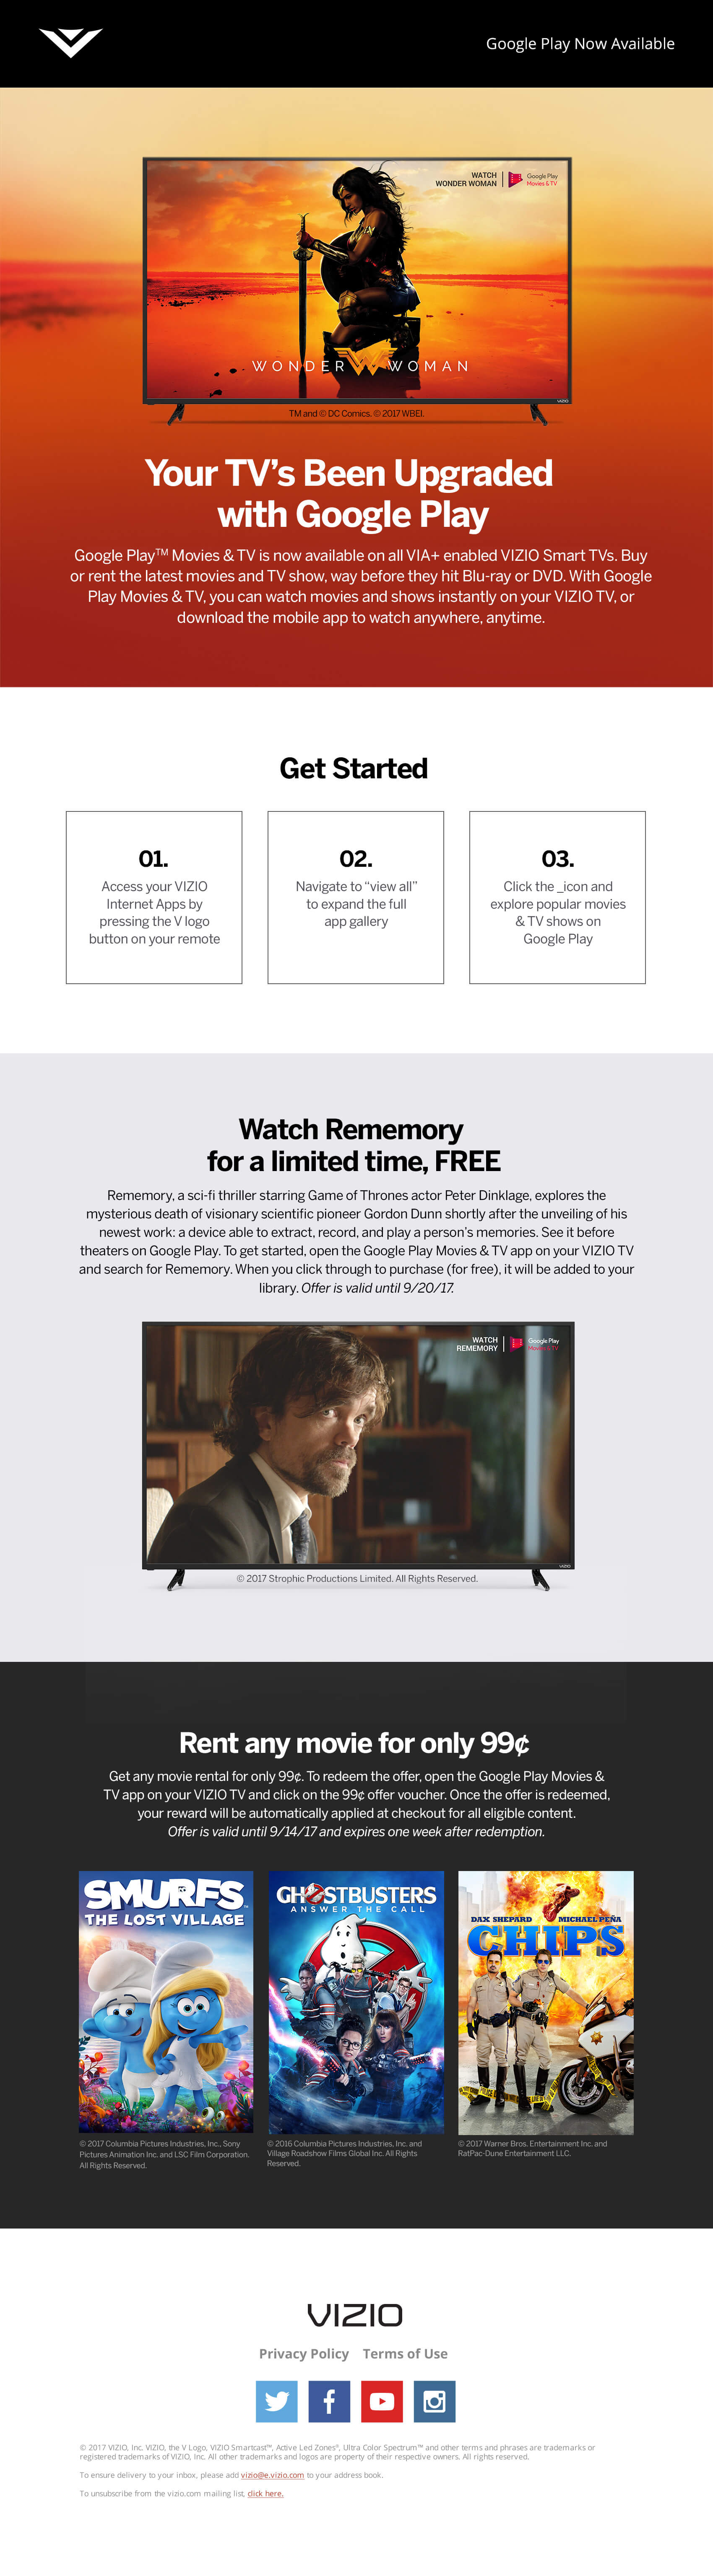 Google Play Now Available
WATCH
WONDER WOMAN
Google Play
Movies & TV
WONDER WOMAN
VIZIO
TM and © DC Comics. © 2017 WBEI.
Your TV's Been Upgraded
with Google Play
Google Play™ Movies & TV is now available on all VIA+ enabled VIZIO Smart TVs. Buy
or rent the latest movies and TV show, way before they hit Blu-ray or DVD. With Google
Play Movies & TV, you can watch movies and shows instantly on your VIZIO TV, or
download the mobile app to watch anywhere, anytime.
Get Started
01.
Access your VIZIO
Internet Apps by
pressing the V logo
button on your remote
02.
Navigate to “view all”
to expand the full
app gallery
03.
Click the _icon and
explore popular movies
& TV shows on
Google Play
Watch Rememory
for a limited time, FREE
Rememory, a sci-fi thriller starring Game of Thrones actor Peter Dinklage, explores the
mysterious death of visionary scientific pioneer Gordon Dunn shortly after the unveiling of his
newest work: a device able to extract, record, and play a person's memories. See it before
theaters on Google Play. To get started, open the Google Play Movies & TV app on your VIZIO TV
and search for Rememory. When you click through to purchase (for free), it will be added to your
library. Offer is valid until 9/20/17.
WATCH
REMEMORY
Google Play
Movies & TV
VIZIO
© 2017 Strophic Productions Limited. All Rights Reserved.
Rent any movie for only 99¢
Get any movie rental for only 99¢. To redeem the offer, open the Google Play Movies &
TV app on your VIZIO TV and click on the 99¢ offer voucher. Once the offer is redeemed,
your reward will be automatically applied at checkout for all eligible content.
Offer is valid until 9/14/17 and expires one week after redemption.
SMURFS
THE LOST VILLAGE
© 2017 Columbia Pictures Industries, Inc., Sony
Pictures Animation Inc. and LSC Film Corporation.
All Rights Reserved.
GHOSTBUSTERS
ANSWER THE CALL
© 2016 Columbia Pictures Industries, Inc. and
Village Roadshow Films Global Inc. All Rights
Reserved.
DAX SHEPARD MICHAEL PEÑA
CHIPS
© 2017 Warner Bros. Entertainment Inc. and
RatPac-Dune Entertainment LLC.
VIZIO
Privacy Policy Terms of Use
© 2017 VIZIO, Inc. VIZIO, the V Logo, VIZIO Smartcast™, Active Led Zones®, Ultra Color Spectrum™ and other terms and phrases are trademarks or
registered trademarks of VIZIO, Inc. All other trademarks and logos are property of their respective owners. All rights reserved.
To ensure delivery to your inbox, please add vizio@e.vizio.com to your address book.
To unsubscribe from the vizio.com mailing list, click here.